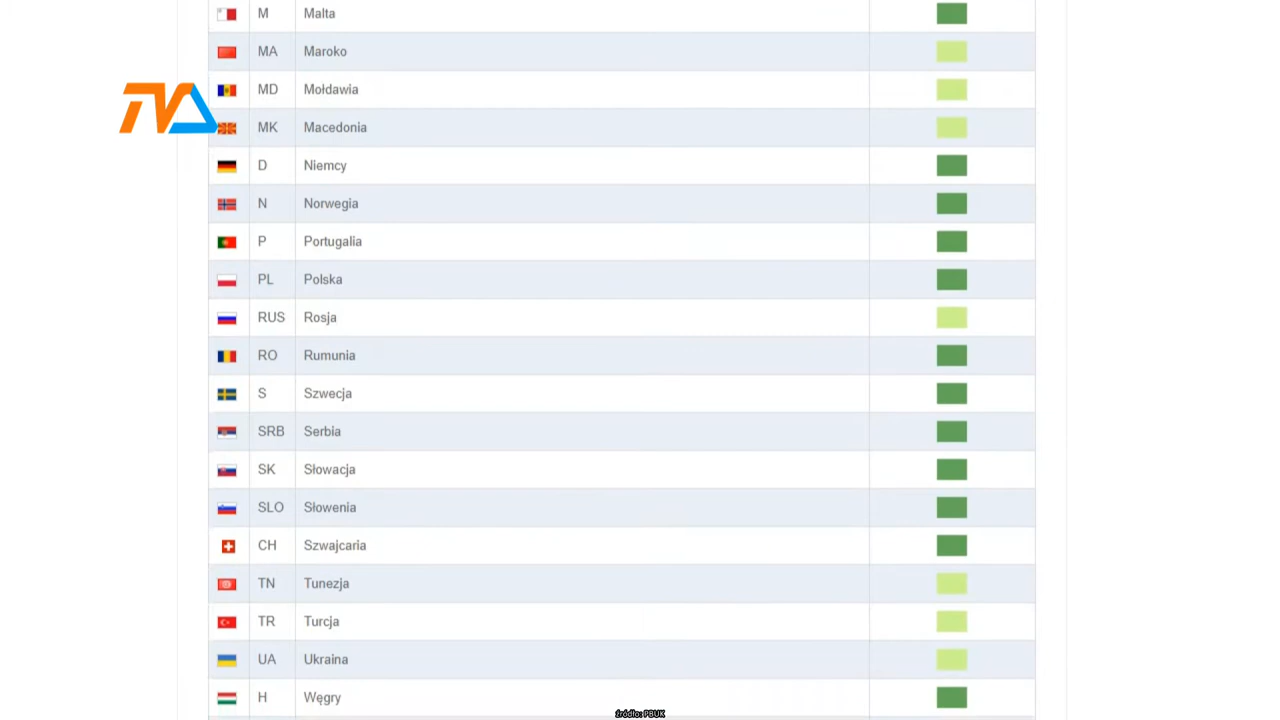 M Malta
MA Maroko
MD Mołdawia
TVA
MK Macedonia
D Niemcy
N Norwegia
P Portugalia
PL Polska
RUS Rosja
RO Rumunia
S Szwecja
SRB Serbia
SK Słowacja
SLO Słowenia
CH Szwajcaria
TN Tunezja
TR Turcja
UA Ukraina
H Węgry
źródło: PBUK